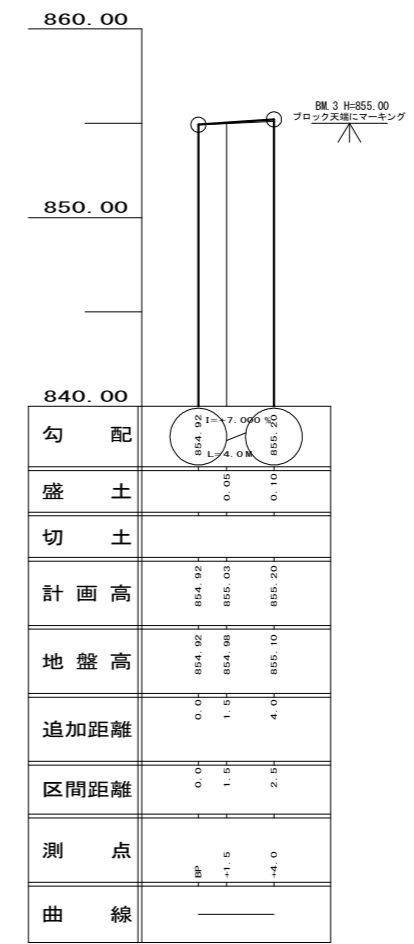 860.00
BM.3 H=855.00
ブロック天端にマーキング
850.00
840.00
勾配 854.92 I=+7.000 % L=4.0M 855.20
盛土 0.05 0.10
切土
計画高 854.92 855.03 855.20
地盤高 854.92 854.98 855.10
追加距離 0.0 1.5 4.0
区間距離 0.0 1.5 2.5
測点 BP +1.5 +4.0
曲線